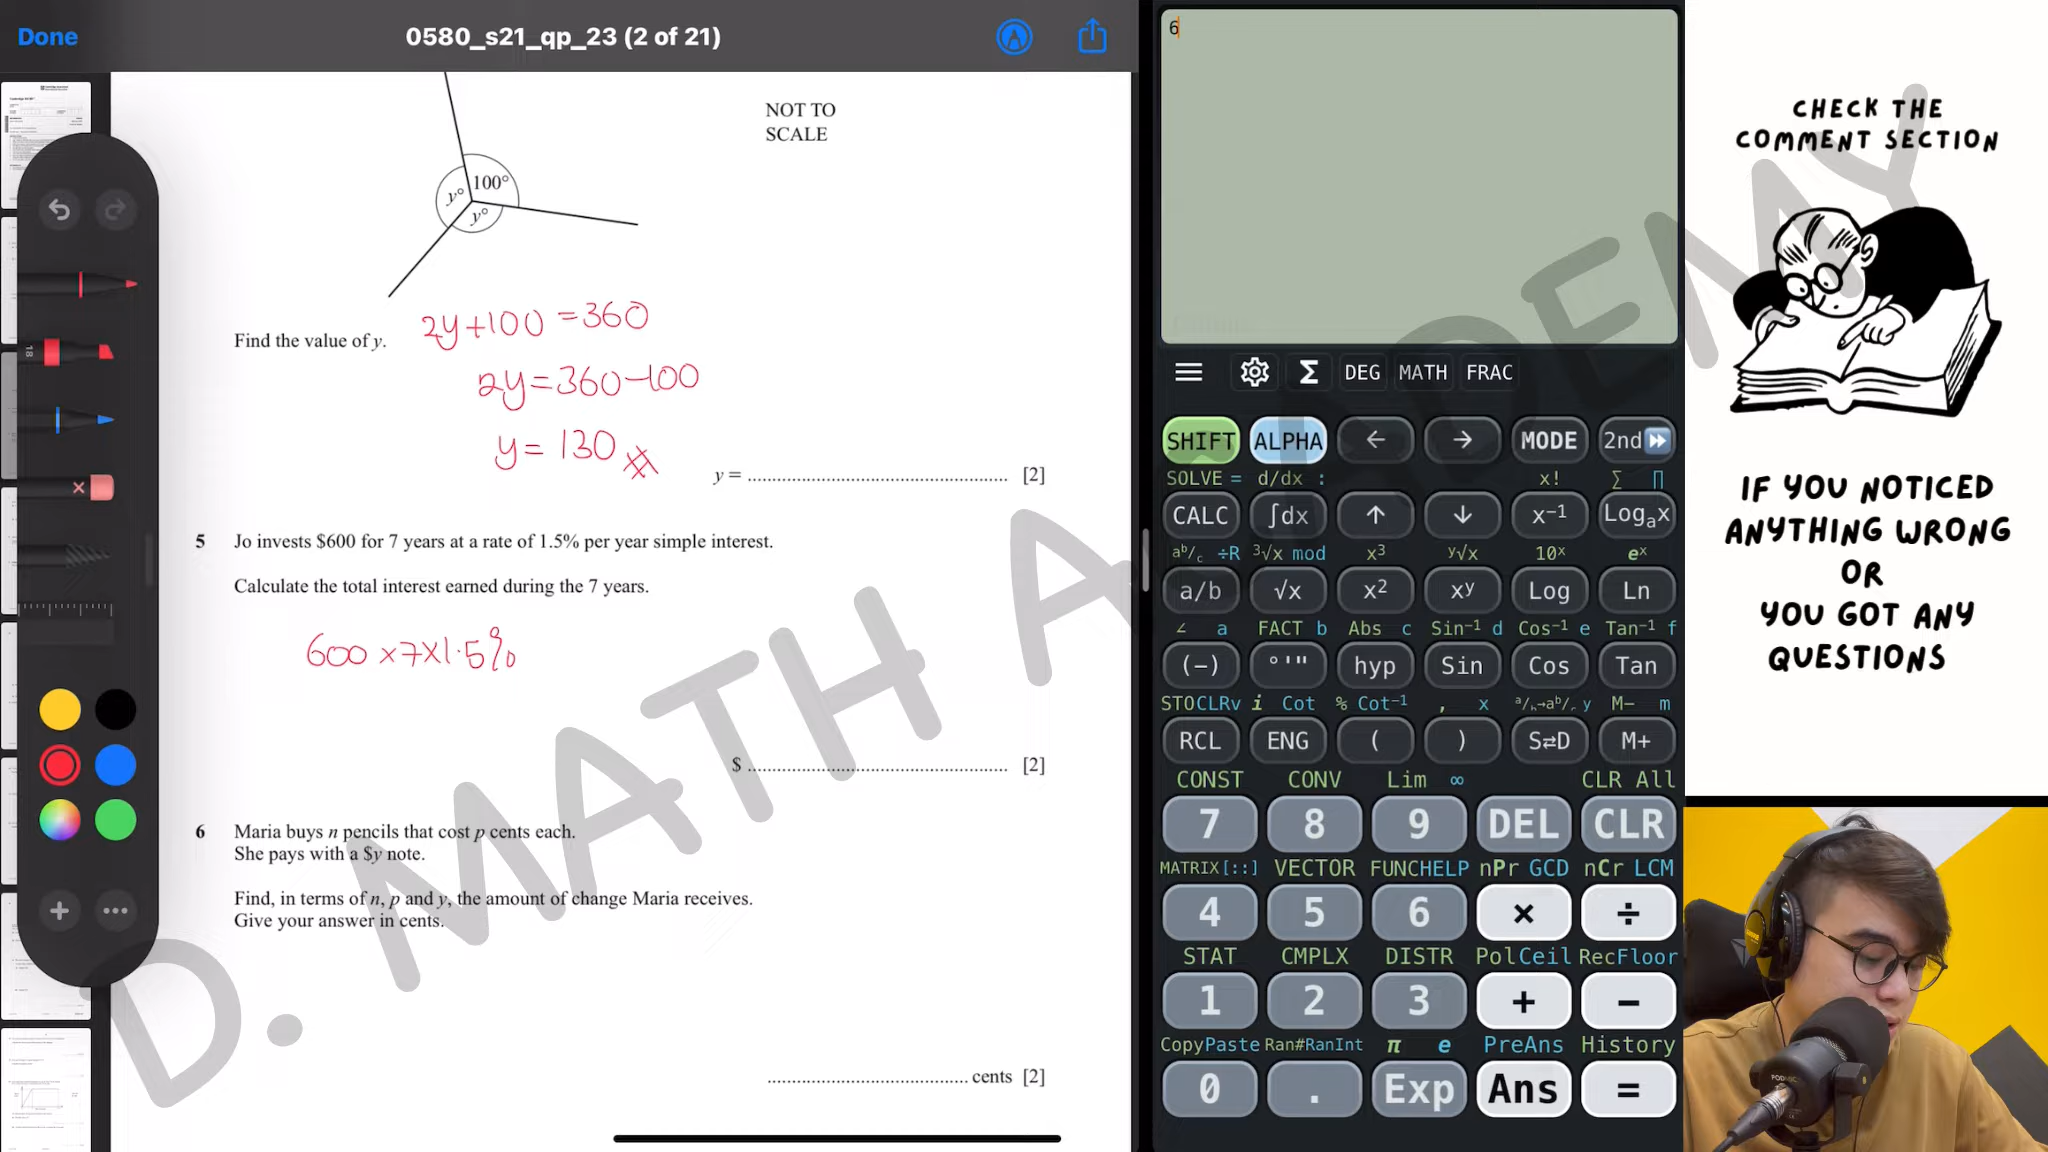 Done
0580_s21_qp_23 (2 of 21)
NOT TO
SCALE
y°
100°
y°
Find the value of y.
2y+100 =360
2y=360-100
y= 130
y = ............................................... [2]
5 Jo invests $600 for 7 years at a rate of 1.5% per year simple interest.
Calculate the total interest earned during the 7 years.
600 ×7×1.5%
$ ............................................... [2]
6 Maria buys n pencils that cost p cents each.
She pays with a $y note.
Find, in terms of n, p and y, the amount of change Maria receives.
Give your answer in cents.
..................................... cents [2]
D. MATH ACADEMY
6
DEG MATH FRAC
SHIFT ALPHA ← → MODE 2nd
SOLVE = d/dx : x! ∑ ∏
CALC ∫dx ↑ ↓ x⁻¹ Logₐx
aᵇ/c ÷R ³√x mod x³ ʸ√x 10ˣ eˣ
a/b √x x² xʸ Log Ln
∠ a FACT b Abs c Sin⁻¹ d Cos⁻¹ e Tan⁻¹ f
(−) °'" hyp Sin Cos Tan
STO CLRv i Cot % Cot⁻¹ , x y M− m
RCL ENG ( ) S⇄D M+
CONST CONV Lim ∞ CLR All
7 8 9 DEL CLR
MATRIX [::] VECTOR FUNC HELP nPr GCD nCr LCM
4 5 6 × ÷
STAT CMPLX DISTR Pol Ceil Rec Floor
1 2 3 + −
Copy Paste Ran# RanInt π e PreAns History
0 . Exp Ans =
CHECK THE
COMMENT SECTION
IF YOU NOTICED
ANYTHING WRONG
OR
YOU GOT ANY
QUESTIONS